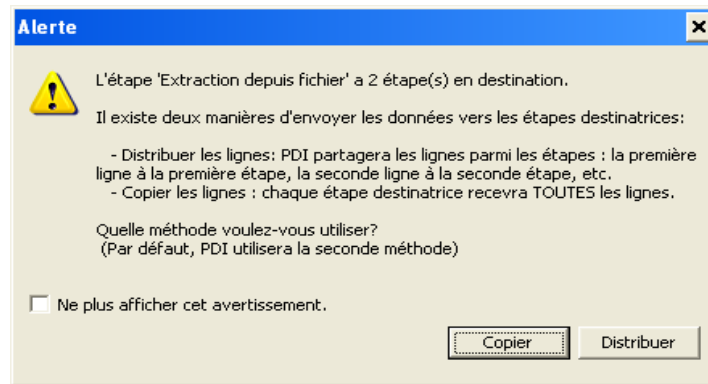 Alerte
L'étape 'Extraction depuis fichier' a 2 étape(s) en destination.
Il existe deux manières d'envoyer les données vers les étapes destinatrices:
- Distribuer les lignes: PDI partagera les lignes parmi les étapes : la première
ligne à la première étape, la seconde ligne à la seconde étape, etc.
- Copier les lignes : chaque étape destinatrice recevra TOUTES les lignes.
Quelle méthode voulez-vous utiliser?
(Par défaut, PDI utilisera la seconde méthode)
Ne plus afficher cet avertissement.
Copier
Distribuer